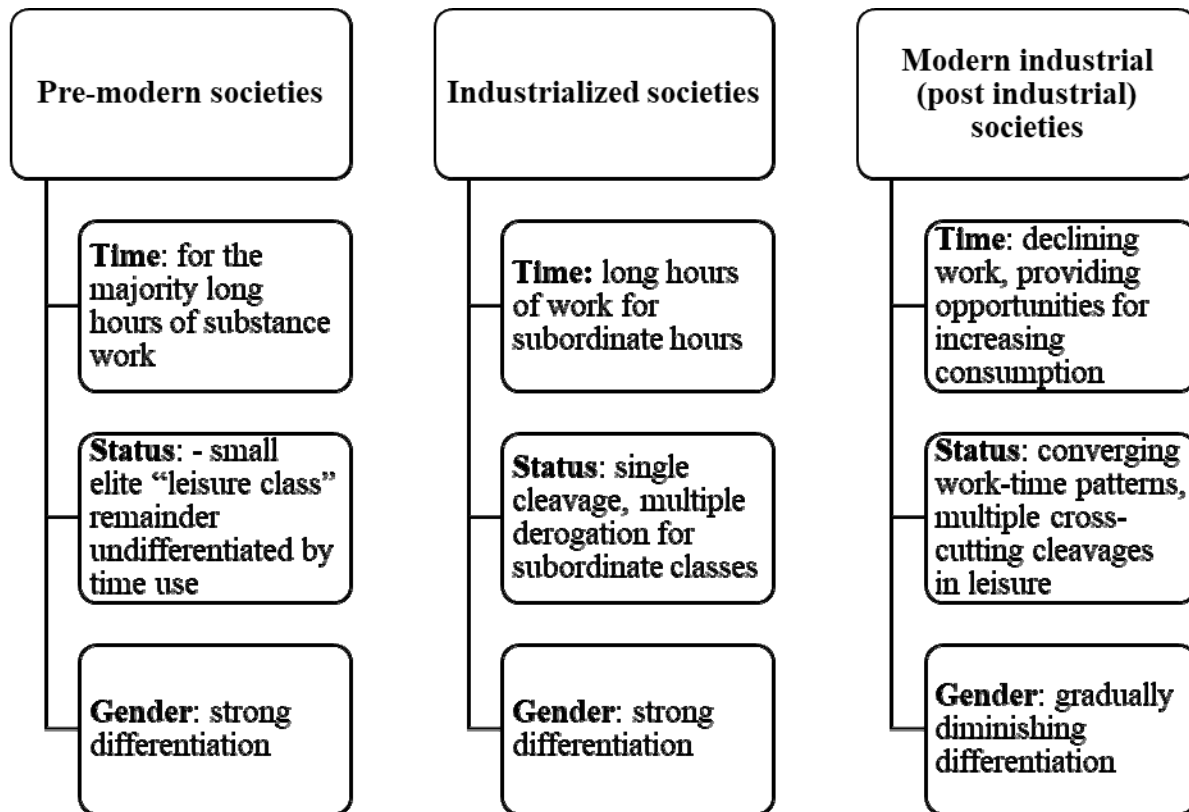 Pre-modern societies
Time: for the
majority long
hours of substance
work
Status: - small
elite “leisure class”
remainder
undifferentiated by
time use
Gender: strong
differentiation
Industrialized societies
Time: long hours
of work for
subordinate hours
Status: single
cleavage, multiple
derogation for
subordinate classes
Gender: strong
differentiation
Modern industrial
(post industrial)
societies
Time: declining
work, providing
opportunities for
increasing
consumption
Status: converging
work-time patterns,
multiple cross-
cutting cleavages
in leisure
Gender: gradually
diminishing
differentiation